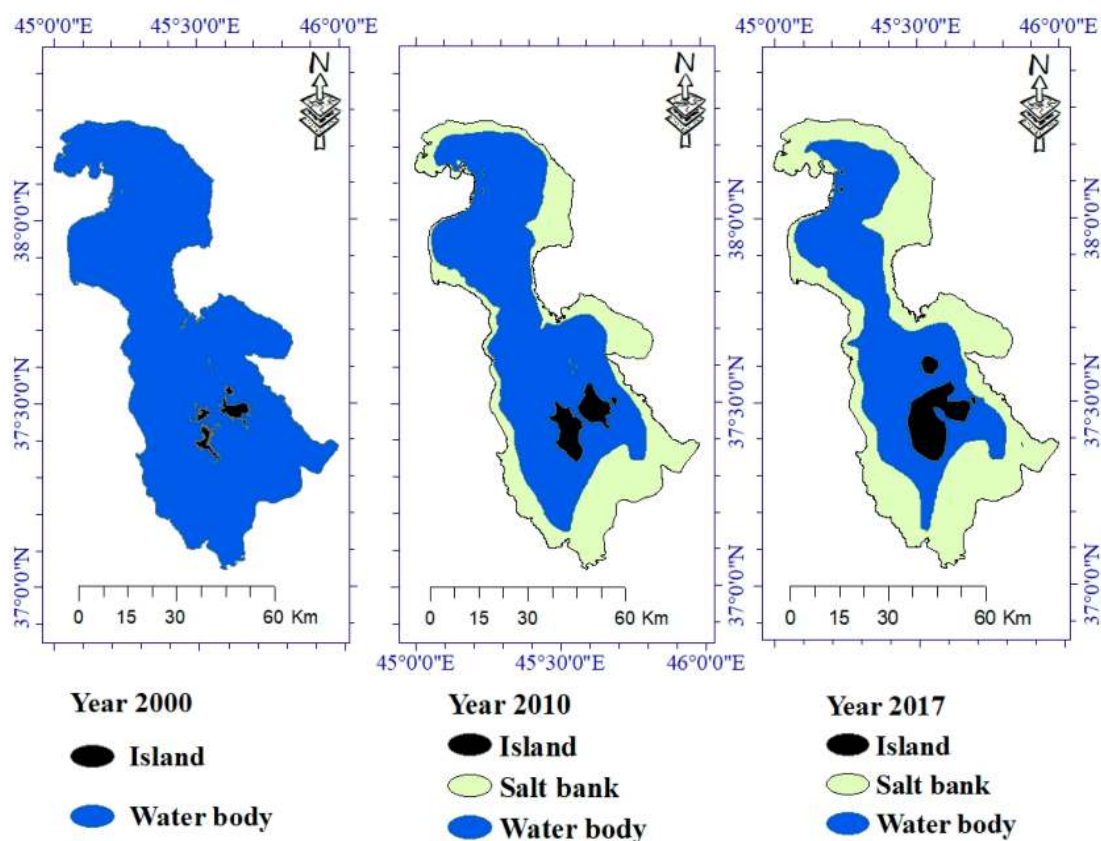 45°0'0"E 45°30'0"E 46°0'0"E
45°0'0"E 45°30'0"E 46°0'0"E
N
N
N
38°0'0"N
37°30'0"N
37°0'0"N
38°0'0"N
37°30'0"N
37°0'0"N
0 15 30 60 Km
0 15 30 60 Km
0 15 30 60
45°0'0"E 45°30'0"E 46°0'0"E
Year 2000
Island
Water body
Year 2010
Island
Salt bank
Water body
Year 2017
Island
Salt bank
Water body